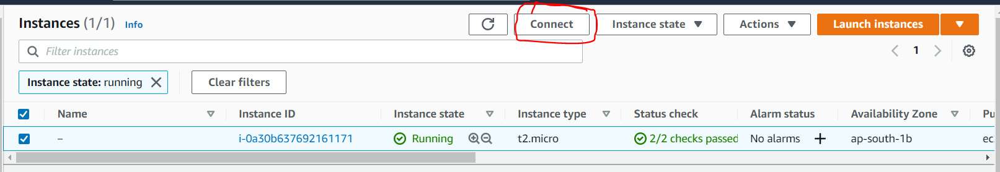 Instances (1/1) Info Connect Instance state Actions Launch instances
Filter instances 1
Instance state: running Clear filters
Name Instance ID Instance state Instance type Status check Alarm status Availability Zone Pu
– i-0a30b637692161171 Running t2.micro 2/2 checks passed No alarms + ap-south-1b ec